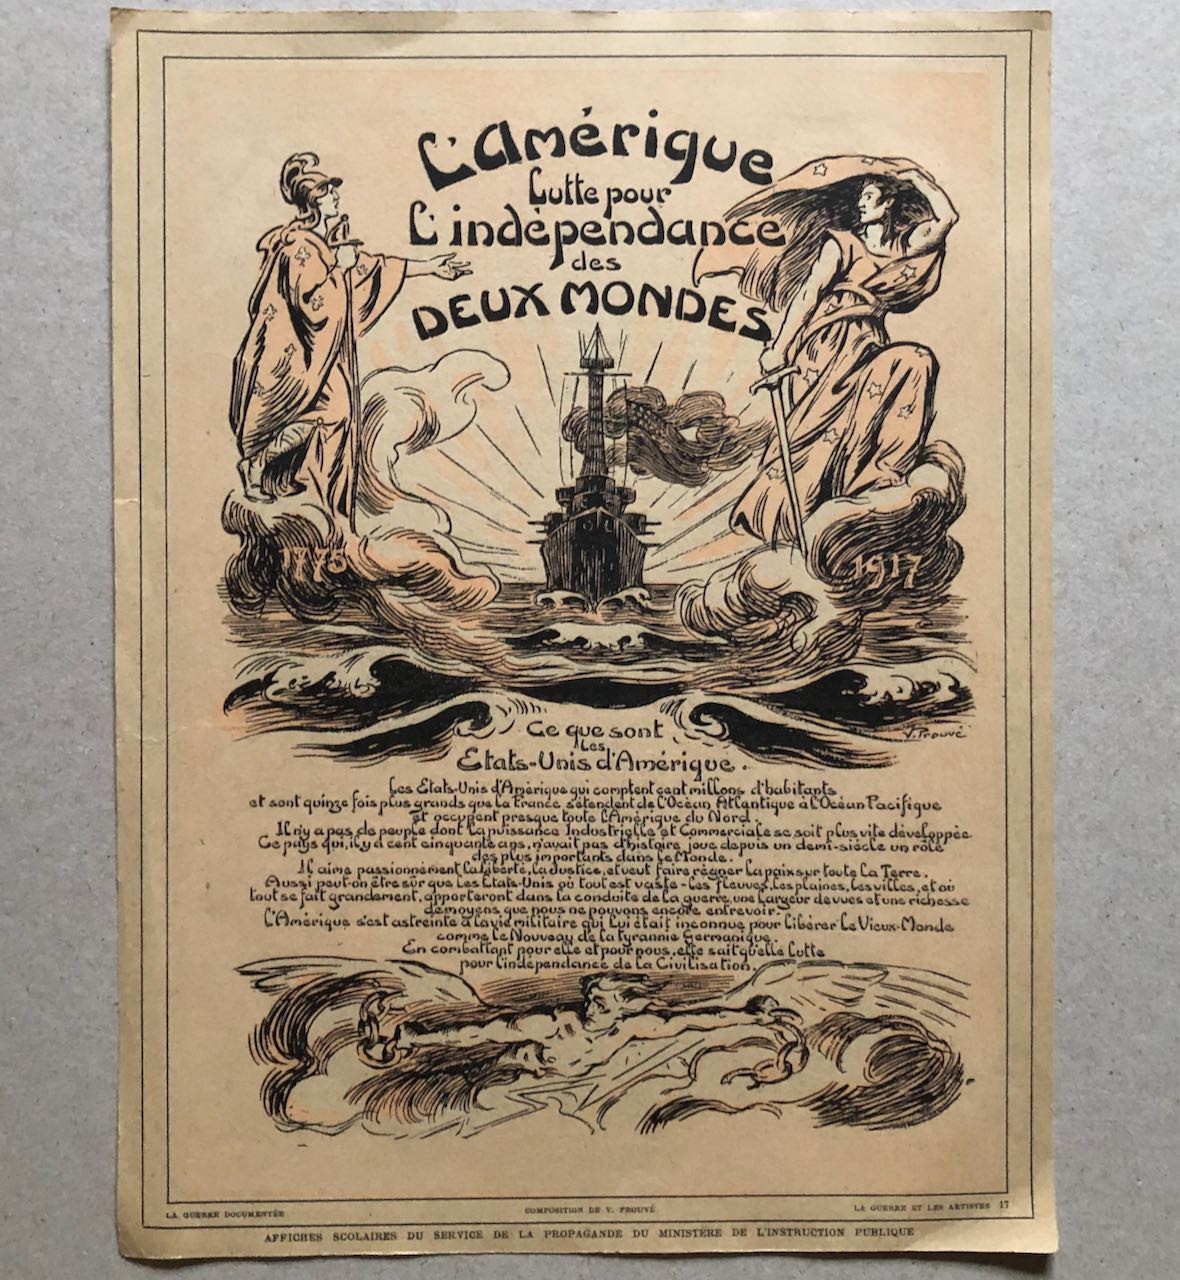 L'Amérique
Lutte pour
L'indépendance
des
DEUX MONDES
1775
1917
V. Prouvé
Ce que sont
Les
Etats-Unis d'Amérique.
Les Etats-Unis d'Amérique qui comptent cent millons d'habitants
et sont quinze fois plus grands que la France s'étendent de L'Océan Atlantique à L'Océan Pacifique
et occupent presque toute L'Amérique du Nord.
Il n'y a pas de peuple dont La puissance Industrielle et Commerciale se soit plus vite développée.
Ce pays qui, il y a cent cinquante ans, n'avait pas d'histoire joue depuis un demi-siècle un rôle
des plus importants dans Le Monde.
Il aime passionnément La Liberté, La Justice, et veut faire régner La paix sur toute La Terre.
Aussi peut-on être sûr que Les Etats-Unis où tout est vaste - Les fleuves, Les plaines, Les villes, et où
tout se fait grandement, apporteront dans La conduite de La guerre, une Largeur de vues et une richesse
de moyens que nous ne pouvons encore entrevoir.
L'Amérique s'est astreinte à La vie militaire qui Lui était inconnue pour Libérer Le Vieux-Monde
comme Le Nouveau de La tyrannie Germanique.
En combattant pour elle et pour nous, elle sait qu'elle Lutte
pour L'indépendance de La Civilisation.
LA GUERRE DOCUMENTÉE
COMPOSITION DE V. PROUVÉ
LA GUERRE ET LES ARTISTES 17
AFFICHES SCOLAIRES DU SERVICE DE LA PROPAGANDE DU MINISTÈRE DE L'INSTRUCTION PUBLIQUE